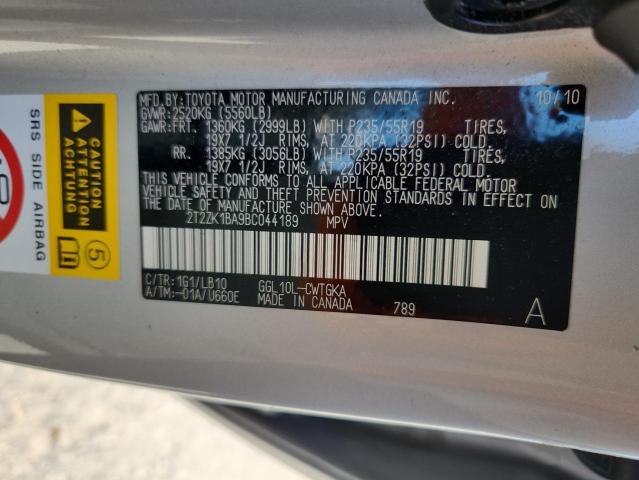 MFD.BY: TOYOTA MOTOR MANUFACTURING CANADA INC. 10/10
GVWR: 2520KG (5560LB)
GAWR: FRT. 1360KG (2999LB) WITH P235/55R19 TIRES,
19X7 1/2J RIMS, AT 220KPA (32PSI) COLD.
RR. 1385KG (3056LB) WITH P235/55R19 TIRES,
19X7 1/2J RIMS, AT 220KPA (32PSI) COLD.
THIS VEHICLE CONFORMS TO ALL APPLICABLE FEDERAL MOTOR
VEHICLE SAFETY AND THEFT PREVENTION STANDARDS IN EFFECT ON
THE DATE OF MANUFACTURE SHOWN ABOVE.
2T2ZK1BA9BC044189 MPV
C/TR: 1G1/LB10 GGL10L-CWTGKA
A/TM: -01A/U660E MADE IN CANADA 789 A
CAUTION
ACHTUNG
5
SRS SIDE AIRBAG